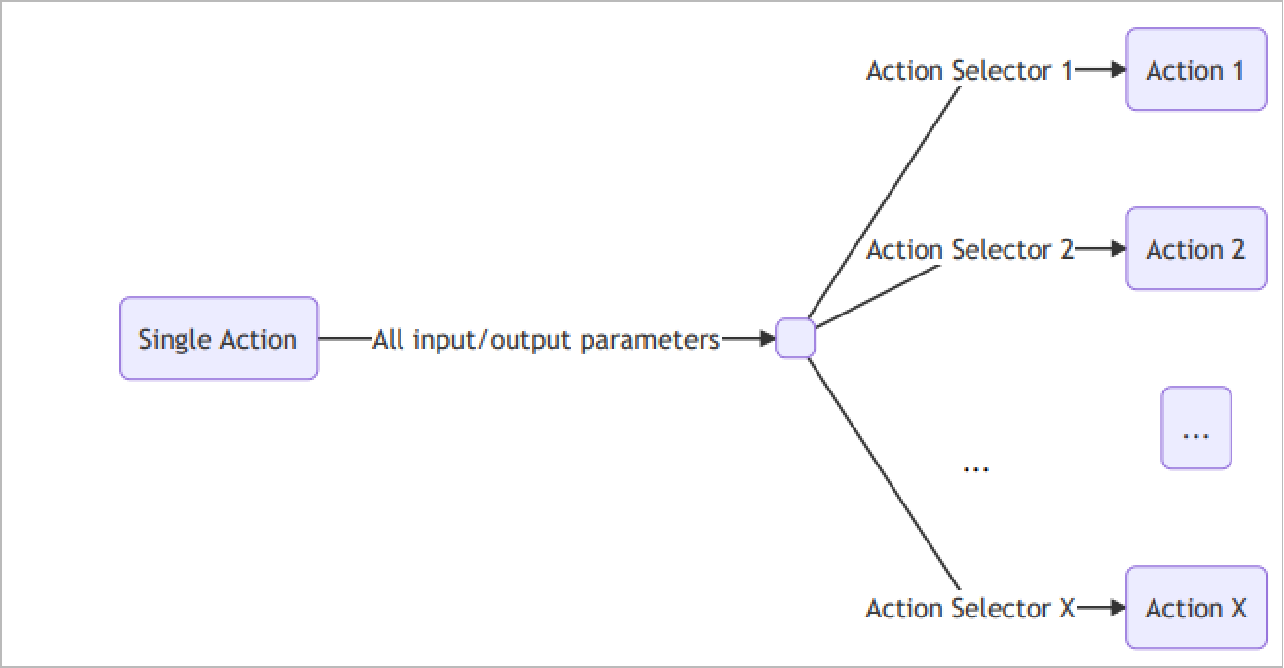 Action Selector 1
Action 1
Action Selector 2
Action 2
Single Action
All input/output parameters
...
...
Action Selector X
Action X